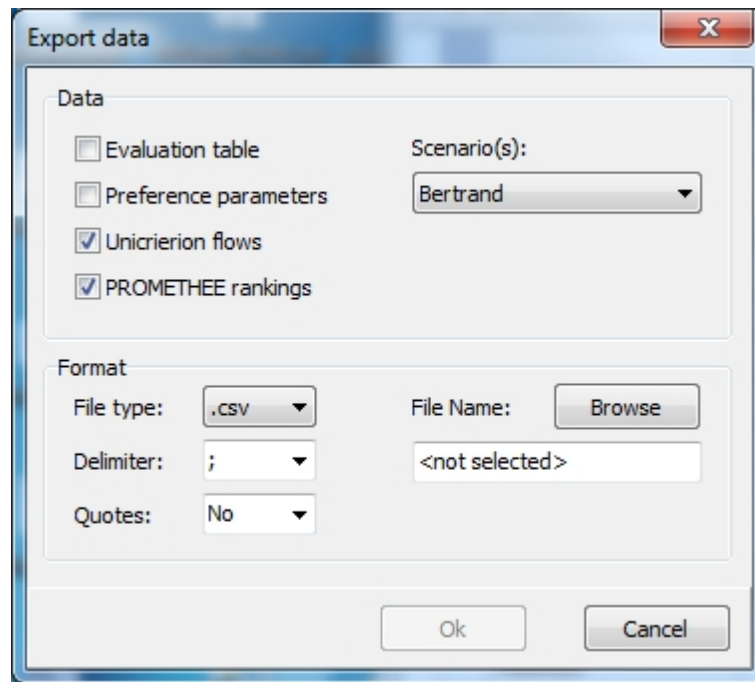 Export data
Data
Evaluation table
Scenario(s):
Preference parameters
Bertrand
Unicrierion flows
PROMETHEE rankings
Format
File type: .csv
File Name: Browse
Delimiter: ;
<not selected>
Quotes: No
Ok Cancel